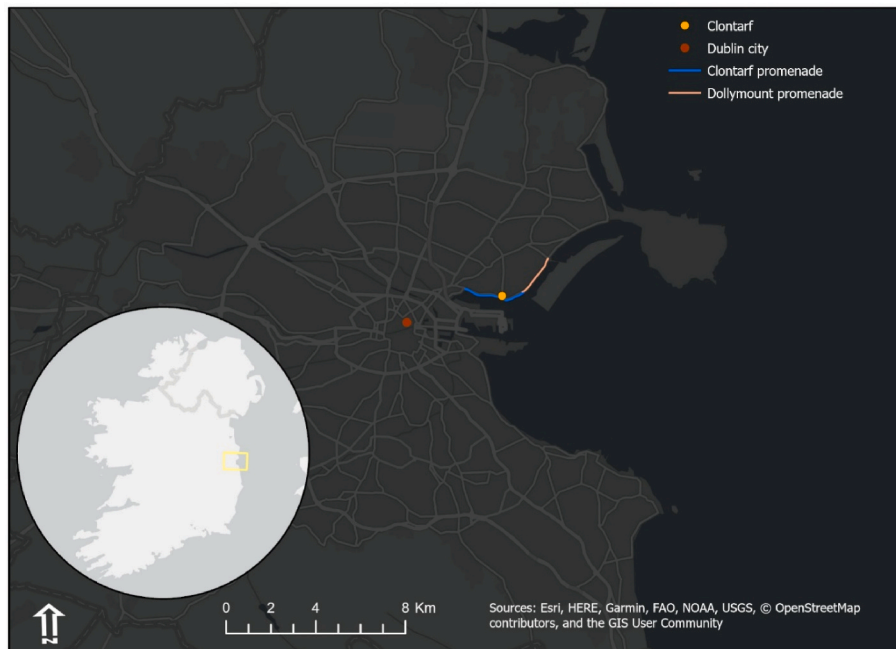 Clontarf
Dublin city
Clontarf promenade
Dollymount promenade
0 2 4 8 Km
Sources: Esri, HERE, Garmin, FAO, NOAA, USGS, © OpenStreetMap
contributors, and the GIS User Community
N